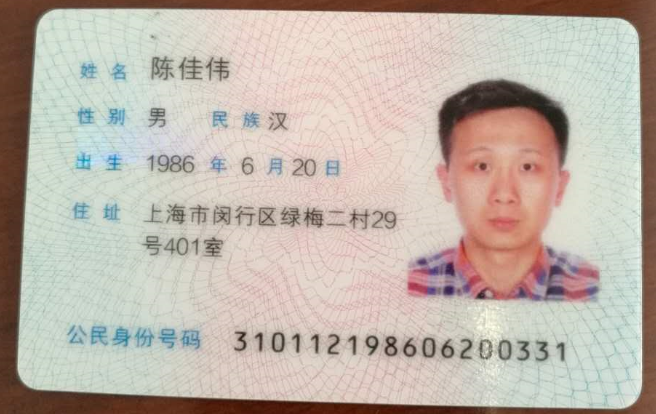 姓名 陈佳伟
性别 男 民族 汉
出生 1986 年 6 月 20 日
住址 上海市闵行区绿梅二村29
号401室
公民身份号码 310112198606200331